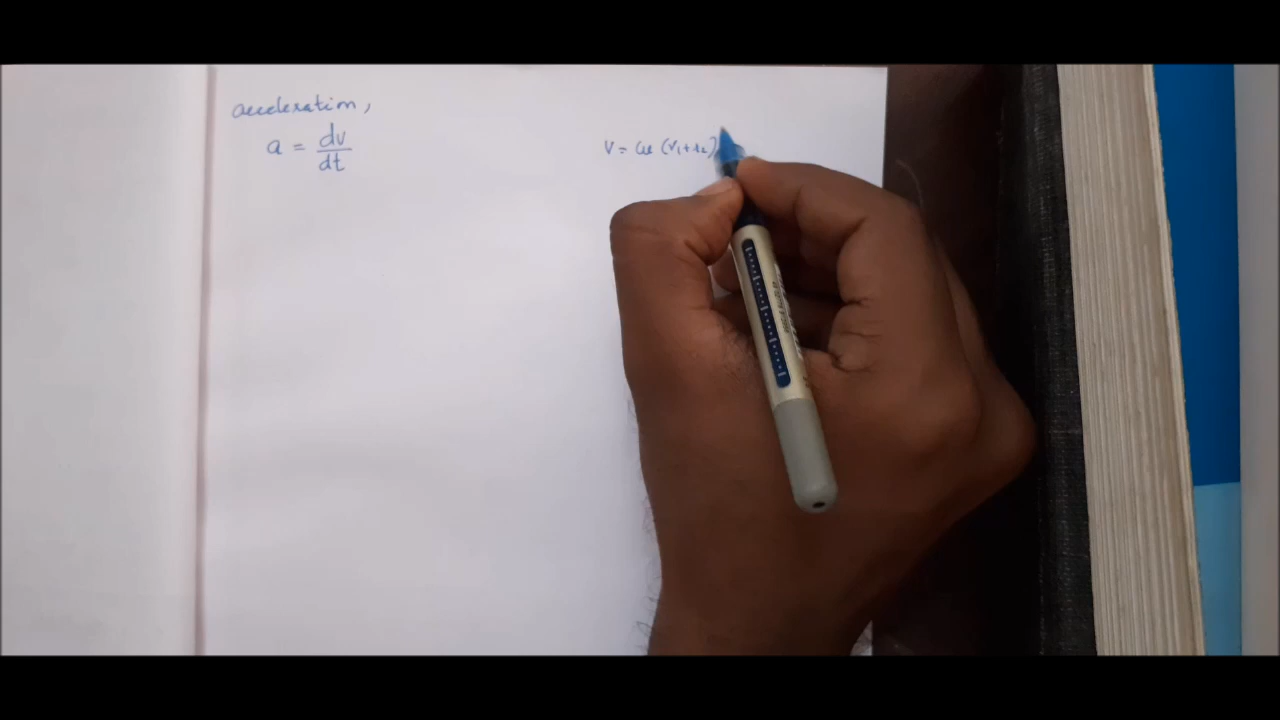 acceleration,
a = dv/dt
V = ω (r₁+r₂)